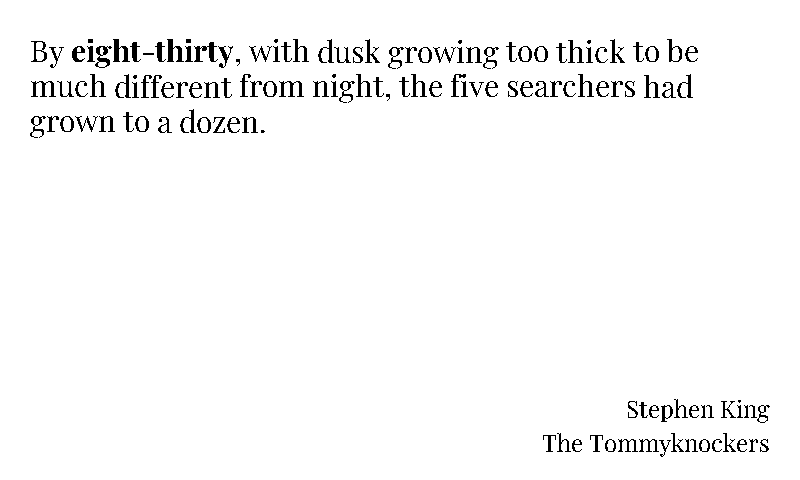 By eight-thirty, with dusk growing too thick to be
much different from night, the five searchers had
grown to a dozen.
Stephen King
The Tommyknockers